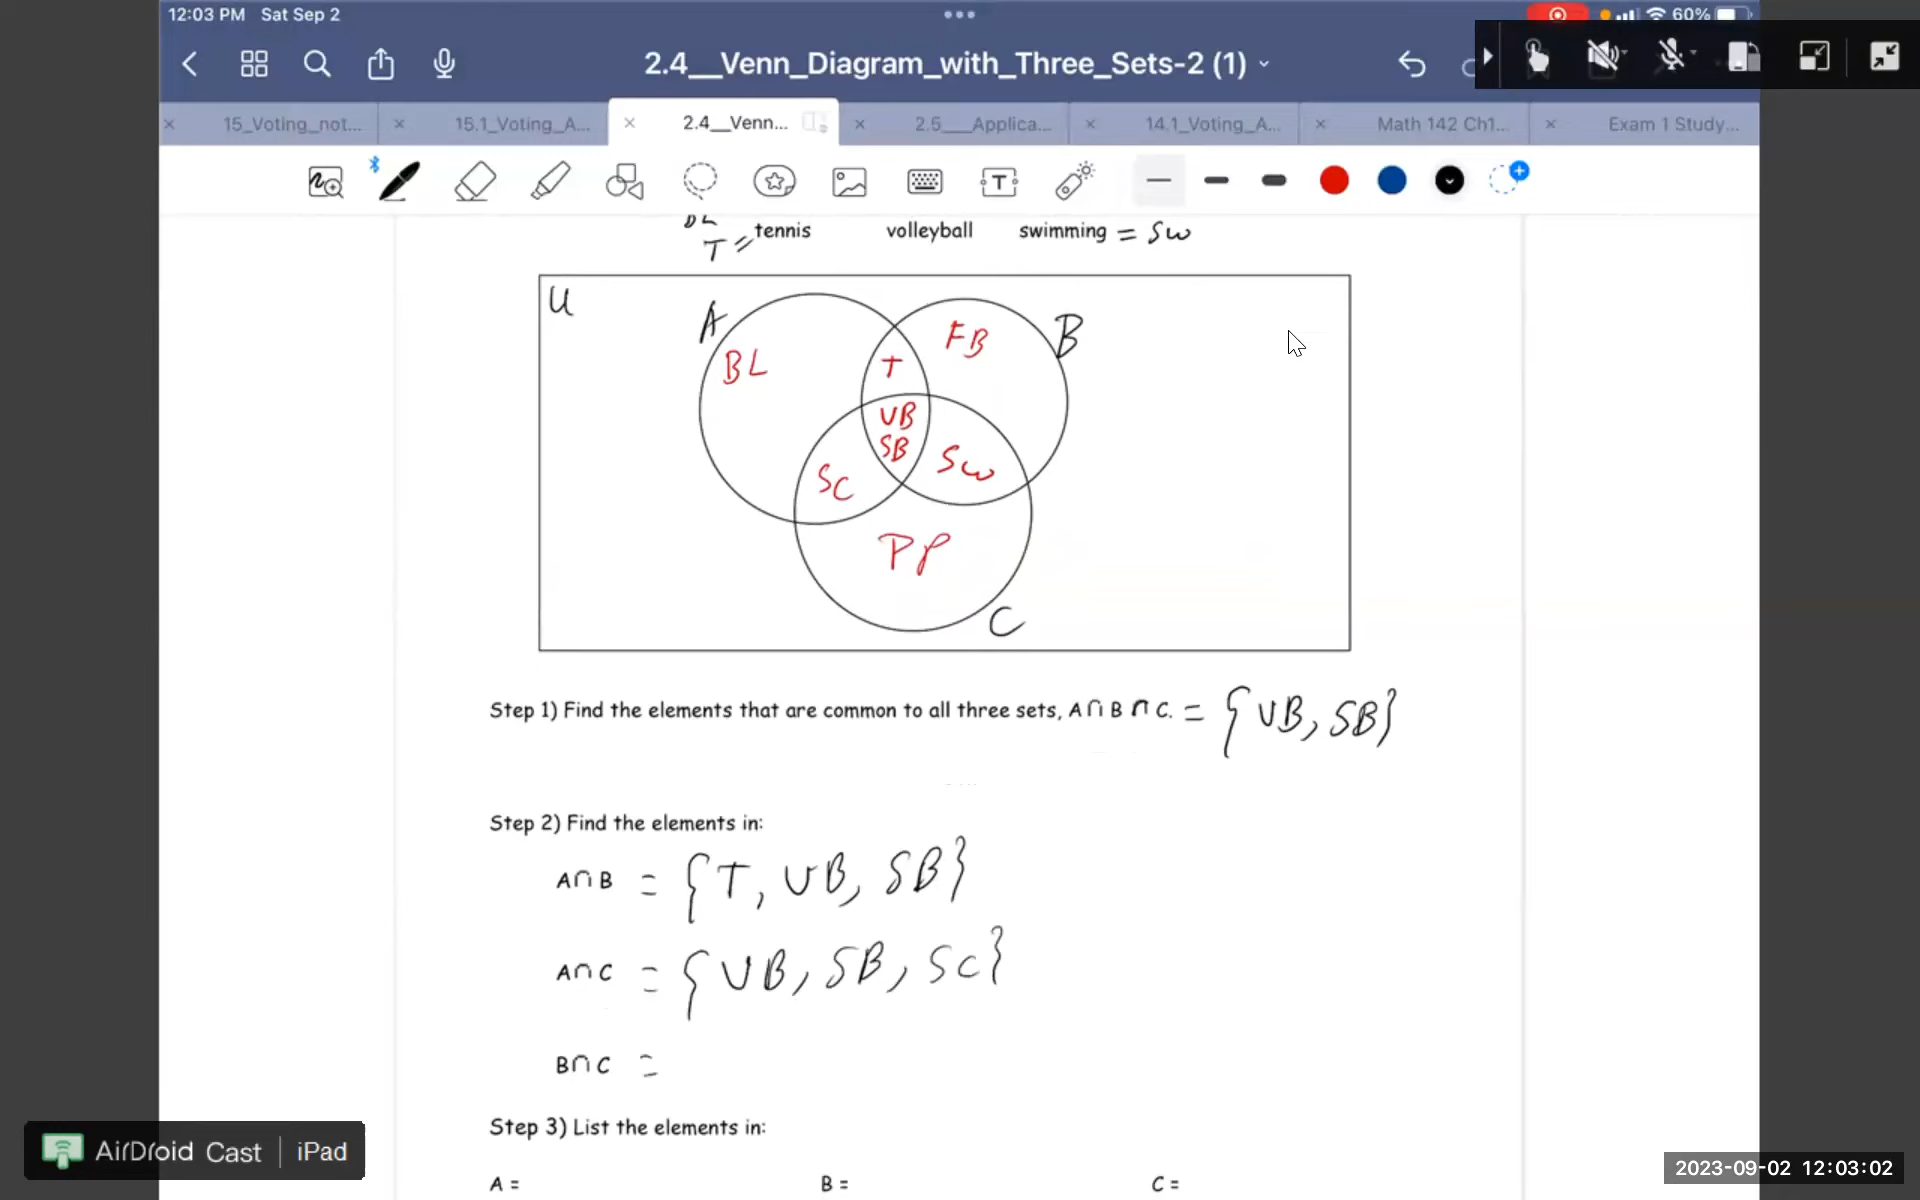 12:03 PM Sat Sep 2
60%
2.4__Venn_Diagram_with_Three_Sets-2 (1)
15_Voting_not...
15.1_Voting_A...
2.4__Venn...
2.5___Applica...
14.1_Voting_A...
Math 142 Ch1...
Exam 1 Study...
T = tennis volleyball swimming = SW
U
A
B
BL
T
FB
VB
SB
SC
SW
PP
C
Step 1) Find the elements that are common to all three sets, A∩B∩C. = {VB, SB}
Step 2) Find the elements in:
A∩B = {T, VB, SB}
A∩C = {VB, SB, SC}
B∩C =
Step 3) List the elements in:
A = B = C =
AirDroid Cast | iPad
2023-09-02 12:03:02